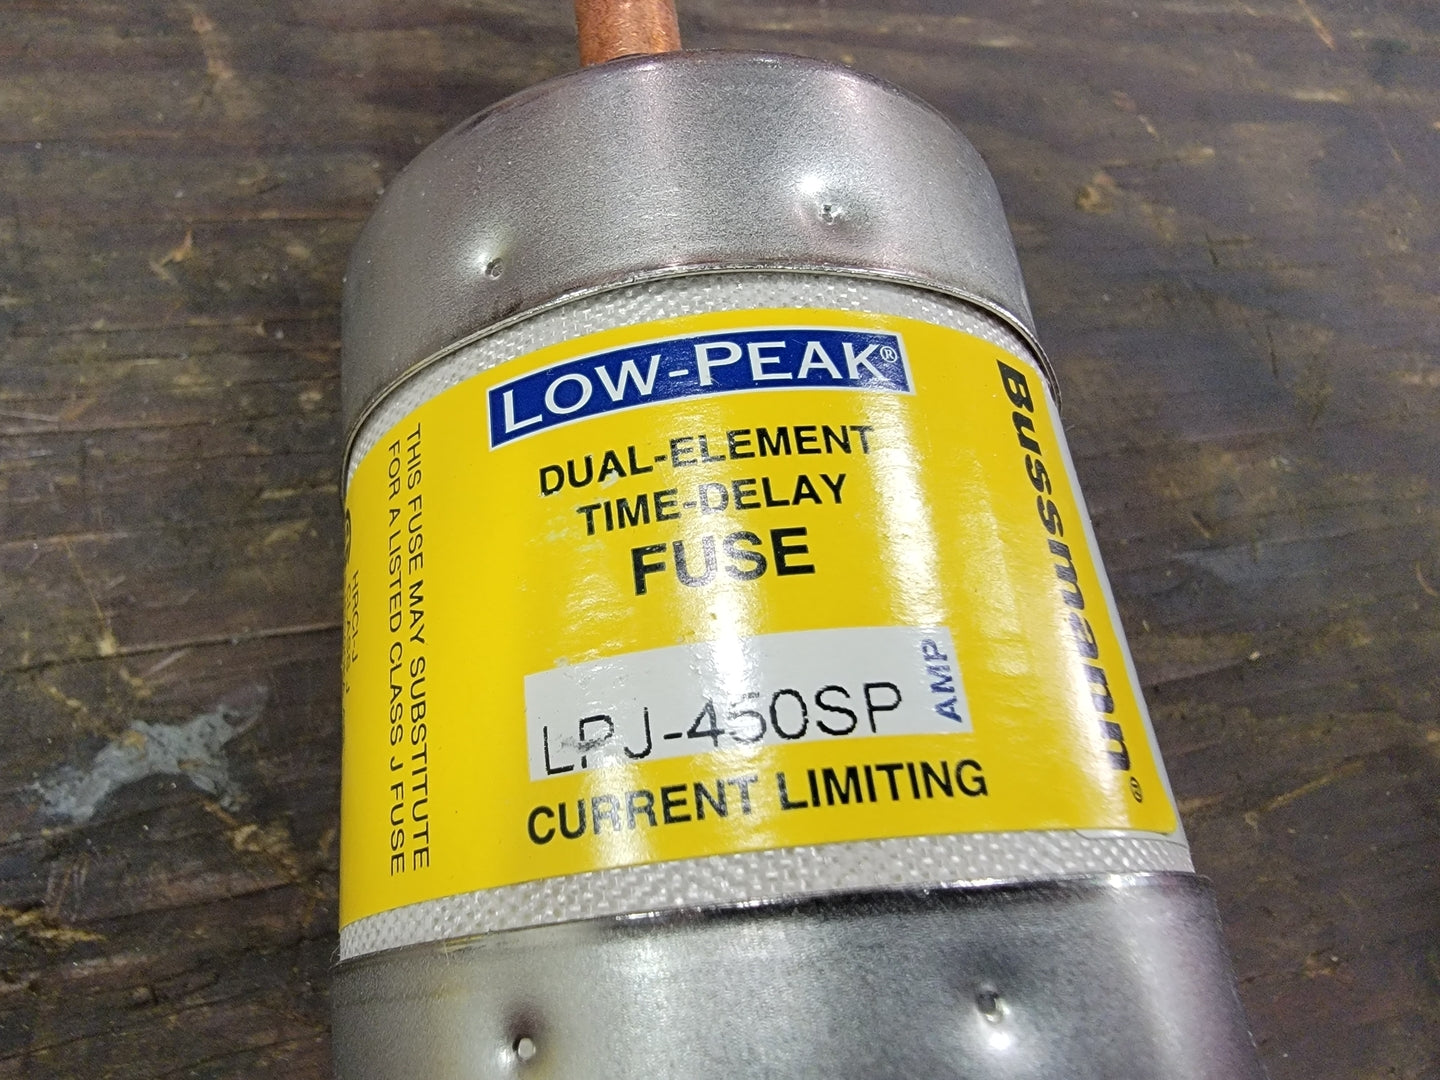 LOW-PEAK®
DUAL-ELEMENT
TIME-DELAY
FUSE
LPJ-450SP
AMP
CURRENT LIMITING
Bussmann®
THIS FUSE MAY SUBSTITUTE
FOR A LISTED CLASS J FUSE
HRCI-J